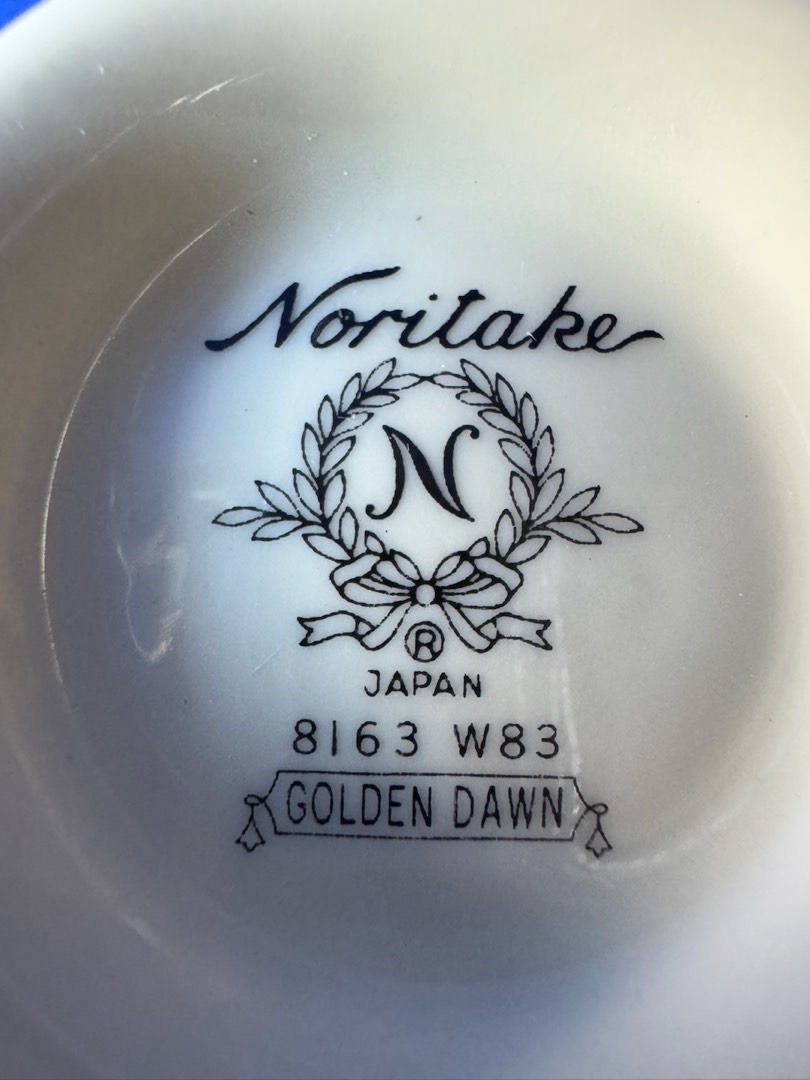 Noritake
N
®
JAPAN
8163 W83
GOLDEN DAWN